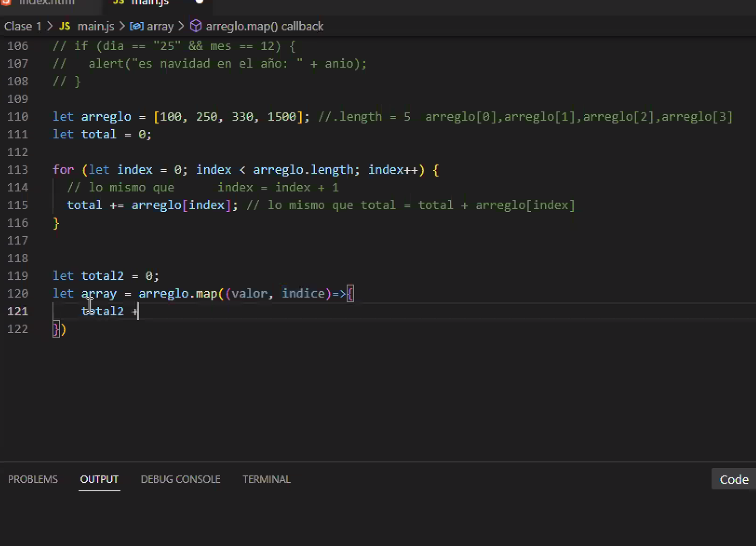 index.html JS main.js
Clase 1 > JS main.js > array > arreglo.map() callback
106 // if (dia == "25" && mes == 12) {
107 //   alert("es navidad en el año: " + anio);
108 // }
109
110 let arreglo = [100, 250, 330, 1500]; //.length = 5  arreglo[0],arreglo[1],arreglo[2],arreglo[3]
111 let total = 0;
112
113 for (let index = 0; index < arreglo.length; index++) {
114   // lo mismo que     index = index + 1
115   total += arreglo[index]; // lo mismo que total = total + arreglo[index]
116 }
117
118
119 let total2 = 0;
120 let array = arreglo.map((valor, indice)=>{
121     total2 +
122 })
PROBLEMS OUTPUT DEBUG CONSOLE TERMINAL Code